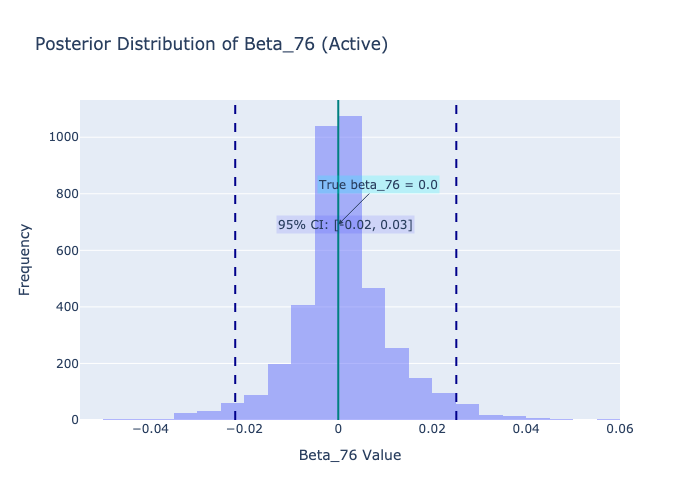 Posterior Distribution of Beta_76 (Active)
1000
800
600
400
200
0
Frequency
True beta_76 = 0.0
95% CI: [-0.02, 0.03]
−0.04
−0.02
0
0.02
0.04
0.06
Beta_76 Value